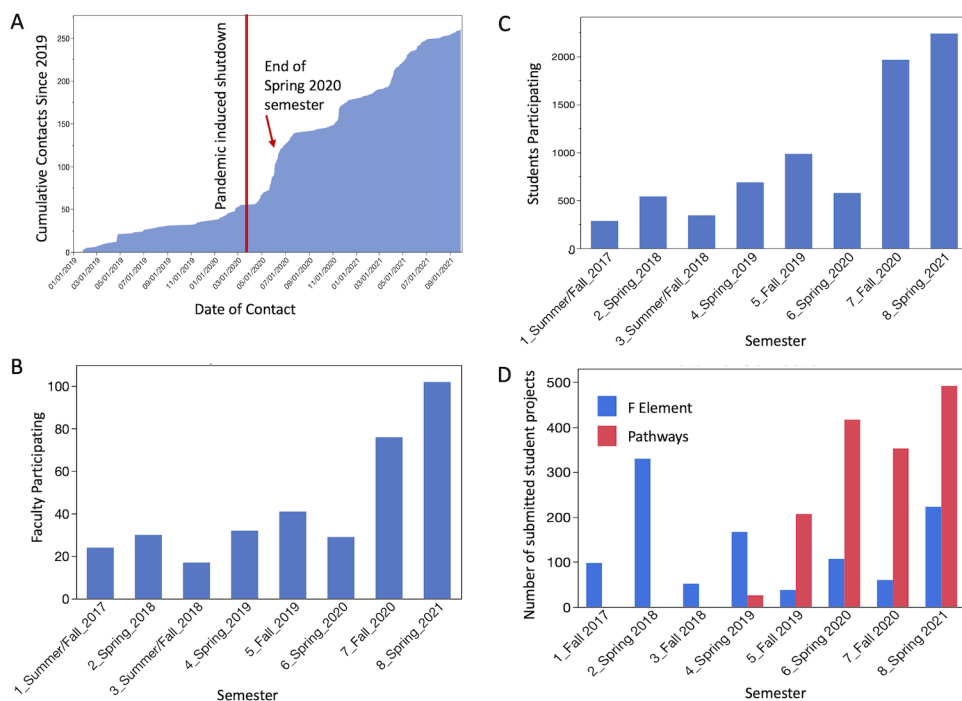 A
Cumulative Contacts Since 2019
250
200
150
100
50
0
Pandemic induced shutdown
End of
Spring 2020
semester
01/01/2019
03/01/2019
05/01/2019
07/01/2019
09/01/2019
11/01/2019
01/01/2020
03/01/2020
05/01/2020
07/01/2020
09/01/2020
11/01/2020
01/01/2021
03/01/2021
05/01/2021
07/01/2021
09/01/2021
Date of Contact
C
Students Participating
2000
1500
1000
500
0
1_Summer/Fall_2017
2_Spring_2018
3_Summer/Fall_2018
4_Spring_2019
5_Fall_2019
6_Spring_2020
7_Fall_2020
8_Spring_2021
Semester
B
Faculty Participating
100
80
60
40
20
0
1_Summer/Fall_2017
2_Spring_2018
3_Summer/Fall_2018
4_Spring_2019
5_Fall_2019
6_Spring_2020
7_Fall_2020
8_Spring_2021
Semester
D
Number of submitted student projects
500
400
300
200
100
0
F Element
Pathways
1_Fall 2017
2_Spring 2018
3_Fall 2018
4_Spring 2019
5_Fall 2019
6_Spring 2020
7_Fall 2020
8_Spring 2021
Semester